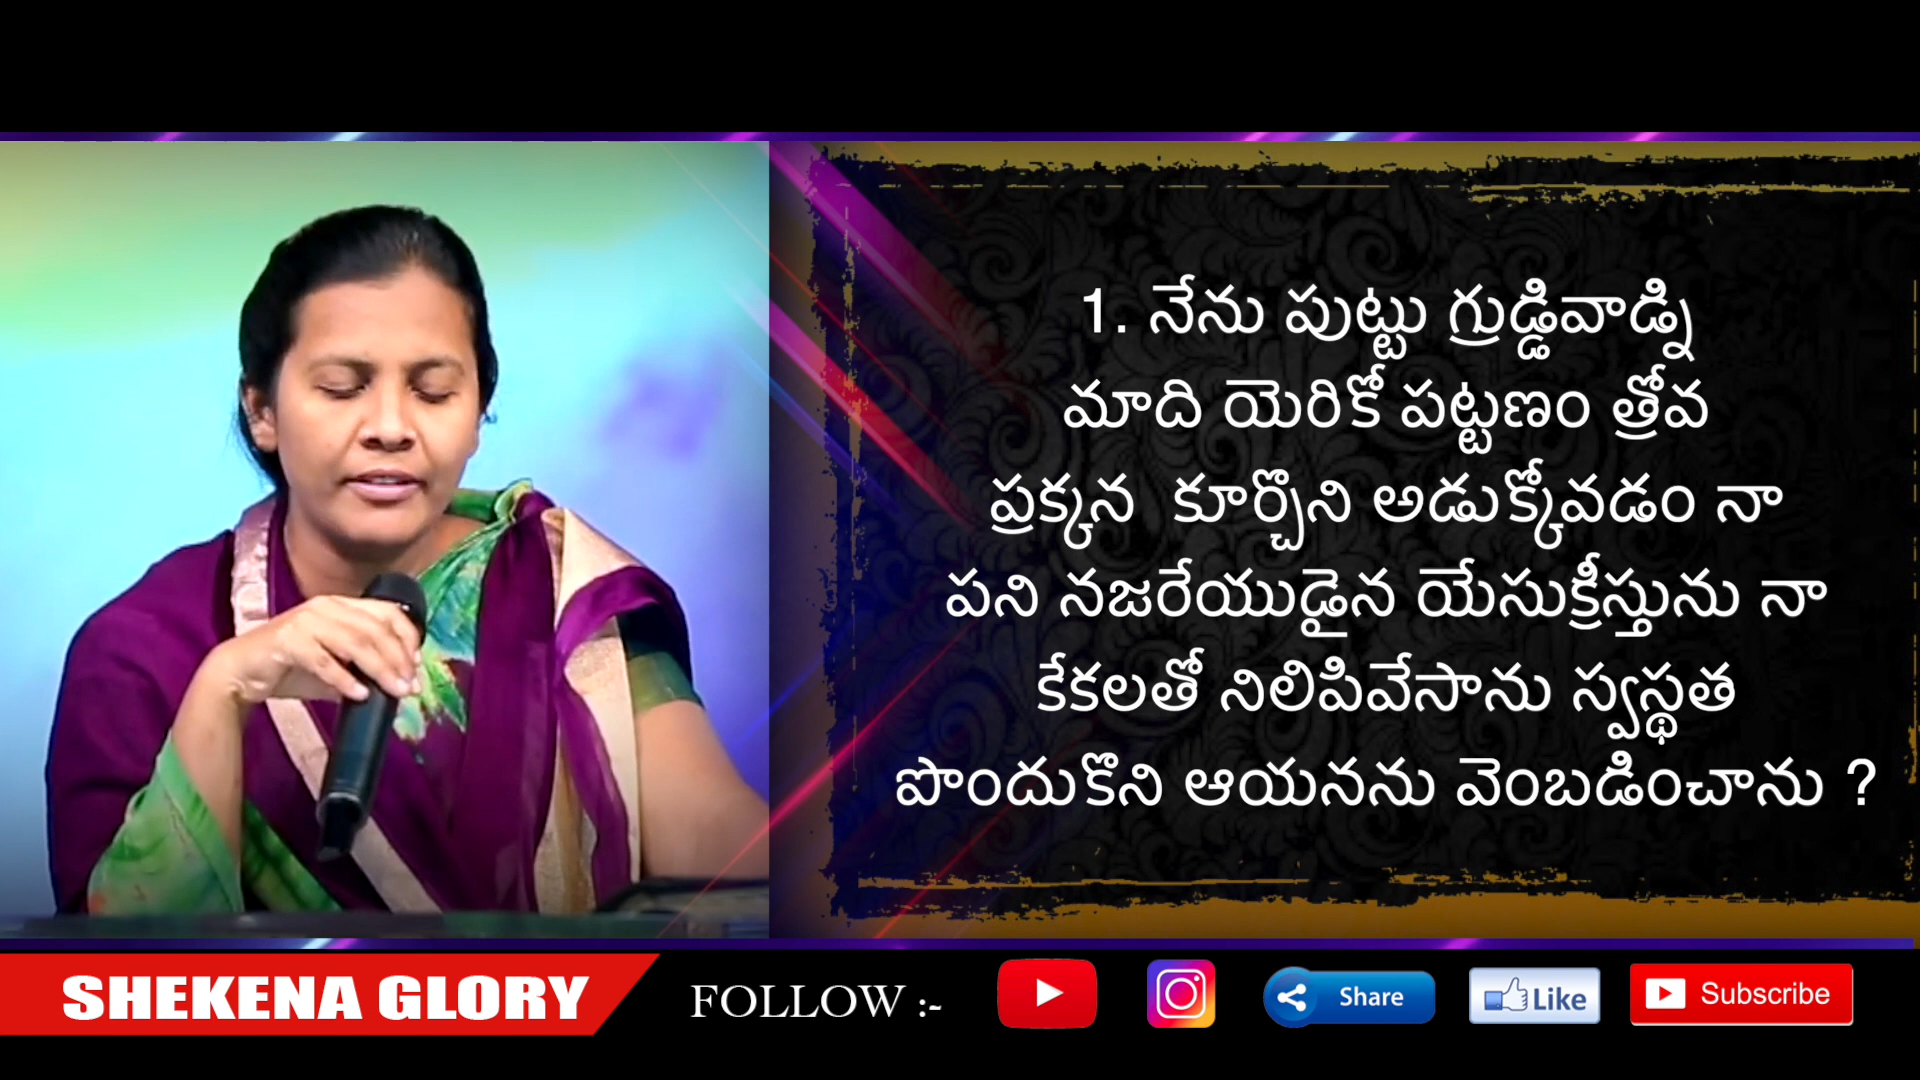 1. నేను పుట్టు గ్రుడ్డివాడ్ని
మాది యెరికో పట్టణం త్రోవ
ప్రక్కన కూర్చొని అడుక్కోవడం నా
పని నజరేయుడైన యేసుక్రీస్తును నా
కేకలతో నిలిపివేసాను స్వస్థత
పొందుకొని ఆయనను వెంబడించాను ?
SHEKENA GLORY
FOLLOW :-
Share
Like
Subscribe